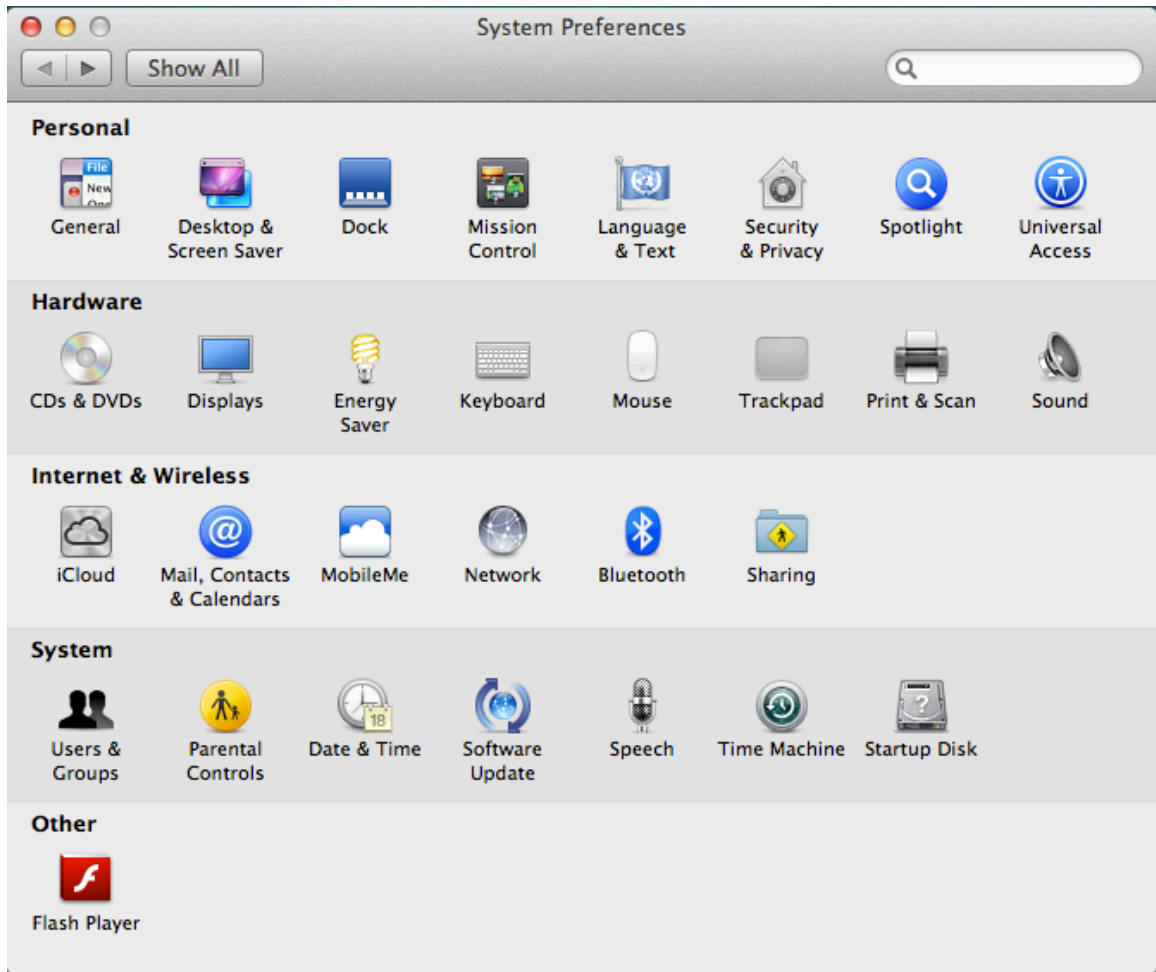 System Preferences
Show All
Personal
File
New
General
Desktop &
Screen Saver
Dock
Mission
Control
Language
& Text
Security
& Privacy
Spotlight
Universal
Access
Hardware
CDs & DVDs
Displays
Energy
Saver
Keyboard
Mouse
Trackpad
Print & Scan
Sound
Internet & Wireless
iCloud
@
Mail, Contacts
& Calendars
MobileMe
Network
Bluetooth
Sharing
System
Users &
Groups
Parental
Controls
18
Date & Time
Software
Update
Speech
Time Machine
?
Startup Disk
Other
Flash Player